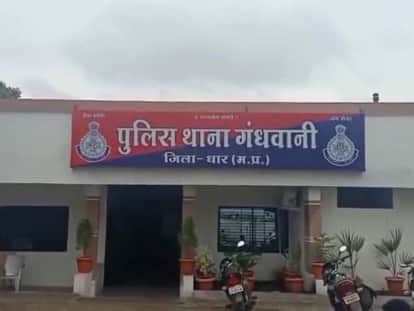 पुलिस थाना गंधवानी
जिला- धार (म.प्र.)